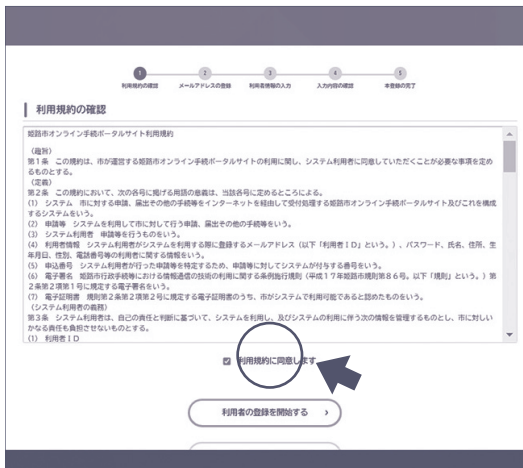 1 2 3 4 5
利用規約の確認 メールアドレスの登録 利用者情報の入力 入力内容の確認 本登録の完了
利用規約の確認
姫路市オンライン手続ポータルサイト利用規約
（趣旨）
第１条　この規約は、市が運営する姫路市オンライン手続ポータルサイトの利用に関し、システム利用者に同意していただくことが必要な事項を定め
るものとする。
（定義）
第２条　この規約において、次の各号に掲げる用語の意義は、当該各号に定めるところによる。
(1)　システム　市に対する申請、届出その他の手続等をインターネットを経由して受付処理する姫路市オンライン手続ポータルサイト及びこれを構成
するシステムをいう。
(2)　申請等　システムを利用して市に対して行う申請、届出その他の手続等をいう。
(3)　システム利用者　申請等を行うものをいう。
(4)　利用者情報　システム利用者がシステムを利用する際に登録するメールアドレス（以下「利用者ＩＤ」という。）、パスワード、氏名、住所、生
年月日、性別、電話番号等の利用者に関する情報をいう。
(5)　申込番号　システム利用者が行った申請等を特定するため、申請等に対してシステムが付与する番号をいう。
(6)　電子署名　姫路市行政手続等における情報通信の技術の利用に関する条例施行規則（平成１７年姫路市規則第８６号。以下「規則」という。）第
２条第２項第１号に規定する電子署名をいう。
(7)　電子証明書　規則第２条第２項第２号に規定する電子証明書のうち、市がシステムで利用可能であると認めたものをいう。
（システム利用者の義務）
第３条　システム利用者は、自己の責任と判断に基づいて、システムを利用し、及びシステムの利用に伴う次の情報を管理するものとし、市に対しい
かなる責任も負担させないものとする。
(1)　利用者ＩＤ
利用規約に同意します
利用者の登録を開始する